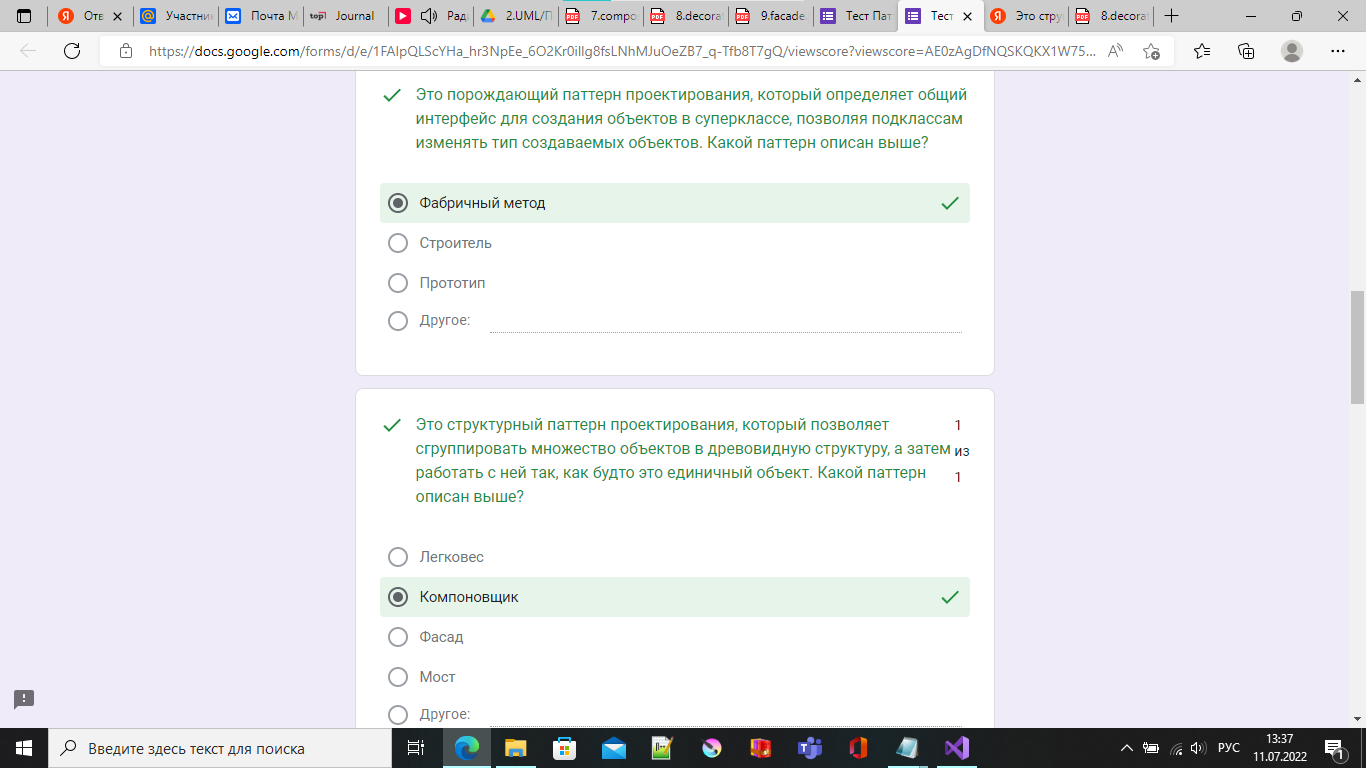 Отв
Участни
Почта M
top! Journal
Рад
2.UML/П
7.compo
8.decora
9.facade.
Тест Пат
Тест
Это стру
8.decora
https://docs.google.com/forms/d/e/1FAIpQLScYHa_hr3NpEe_6O2Kr0iIlg8fsLNhMJuOeZB7_q-Tfb8T7gQ/viewscore?viewscore=AE0zAgDfNQSKQKX1W75...
Это порождающий паттерн проектирования, который определяет общий
интерфейс для создания объектов в суперклассе, позволяя подклассам
изменять тип создаваемых объектов. Какой паттерн описан выше?
Фабричный метод
Строитель
Прототип
Другое:
Это структурный паттерн проектирования, который позволяет
сгруппировать множество объектов в древовидную структуру, а затем
работать с ней так, как будто это единичный объект. Какой паттерн
описан выше?
1
из
1
Легковес
Компоновщик
Фасад
Мост
Другое:
Введите здесь текст для поиска
РУС
13:37
11.07.2022
1